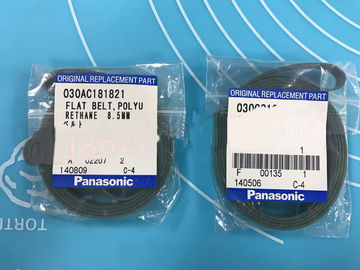 ORIGINAL REPLACEMENT PART
030AC181821
FLAT BELT,POLYU
RETHANE 8.5MM
ベルト
A 02207 2
140809 C-4
Panasonic
ORIGINAL REPLACEMENT PART
1
F 00135 1
140506 C-4
Panasonic